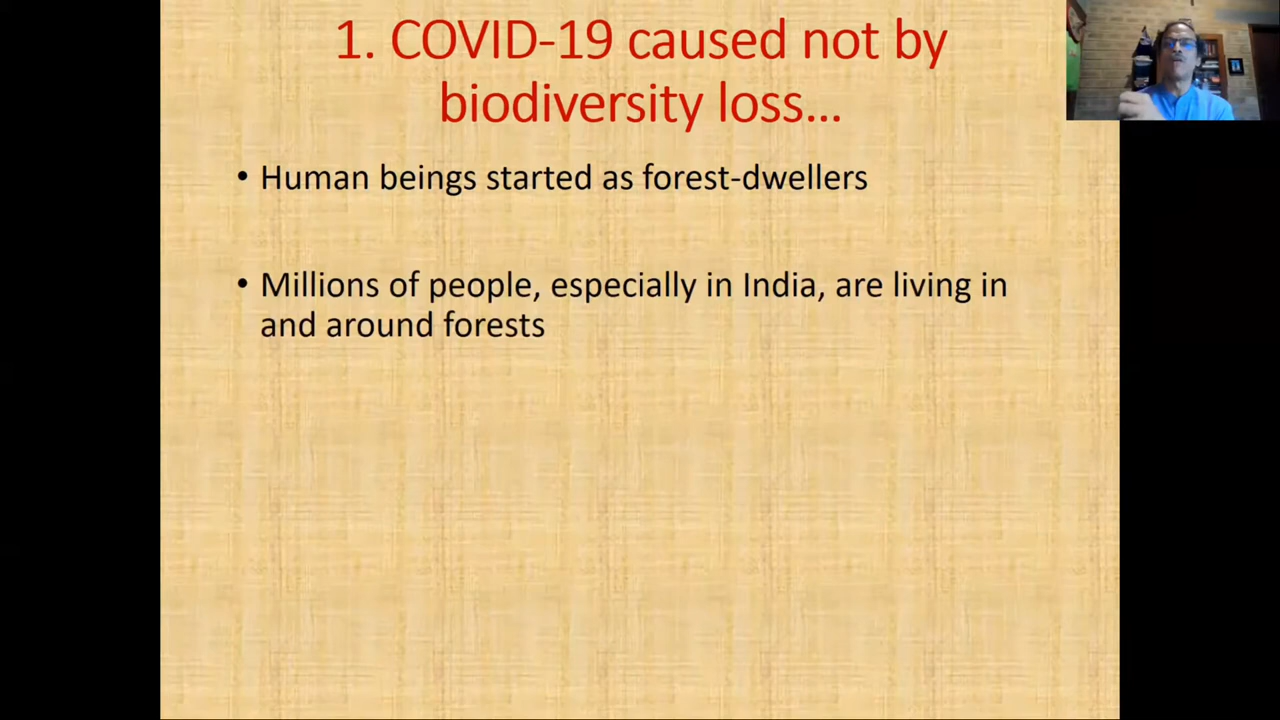 1. COVID-19 caused not by
biodiversity loss...
• Human beings started as forest-dwellers
• Millions of people, especially in India, are living in
and around forests